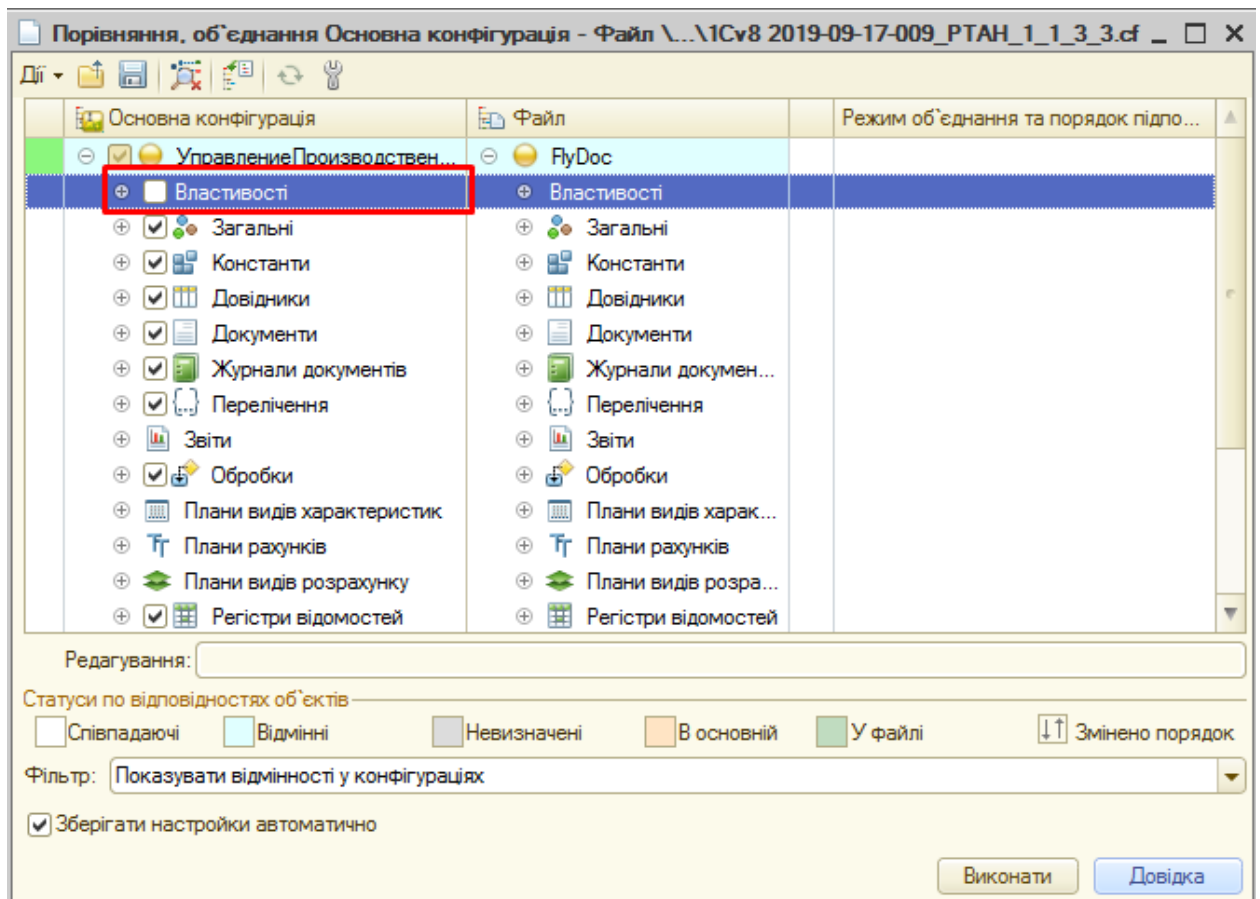 Порівняння, об`єднання Основна конфігурація - Файл \...\1Cv8 2019-09-17-009_PTAH_1_1_3_3.cf
Дії
Основна конфігурація Файл Режим об`єднання та порядок підпо...
УправлениеПроизводствен... FlyDoc
Властивості Властивості
Загальні Загальні
Константи Константи
Довідники Довідники
Документи Документи
Журнали документів Журнали докумен...
Перелічення Перелічення
Звіти Звіти
Обробки Обробки
Плани видів характеристик Плани видів харак...
Плани рахунків Плани рахунків
Плани видів розрахунку Плани видів розра...
Регістри відомостей Регістри відомостей
Редагування:
Статуси по відповідностях об`єктів
Співпадаючі Відмінні Невизначені В основній У файлі Змінено порядок
Фільтр: Показувати відмінності у конфігураціях
Зберігати настройки автоматично
Виконати Довідка